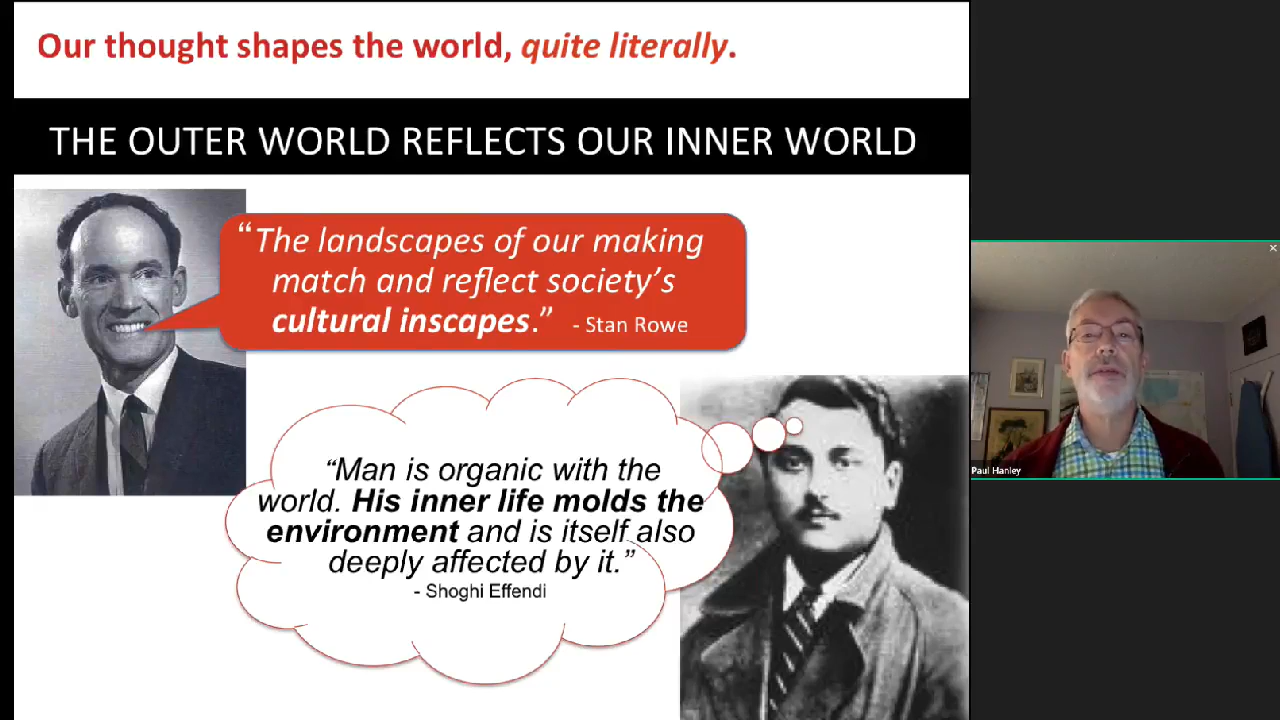 Our thought shapes the world, quite literally.
THE OUTER WORLD REFLECTS OUR INNER WORLD
“The landscapes of our making
match and reflect society’s
cultural inscapes.” - Stan Rowe
“Man is organic with the
world. His inner life molds the
environment and is itself also
deeply affected by it.”
- Shoghi Effendi
Paul Hanley